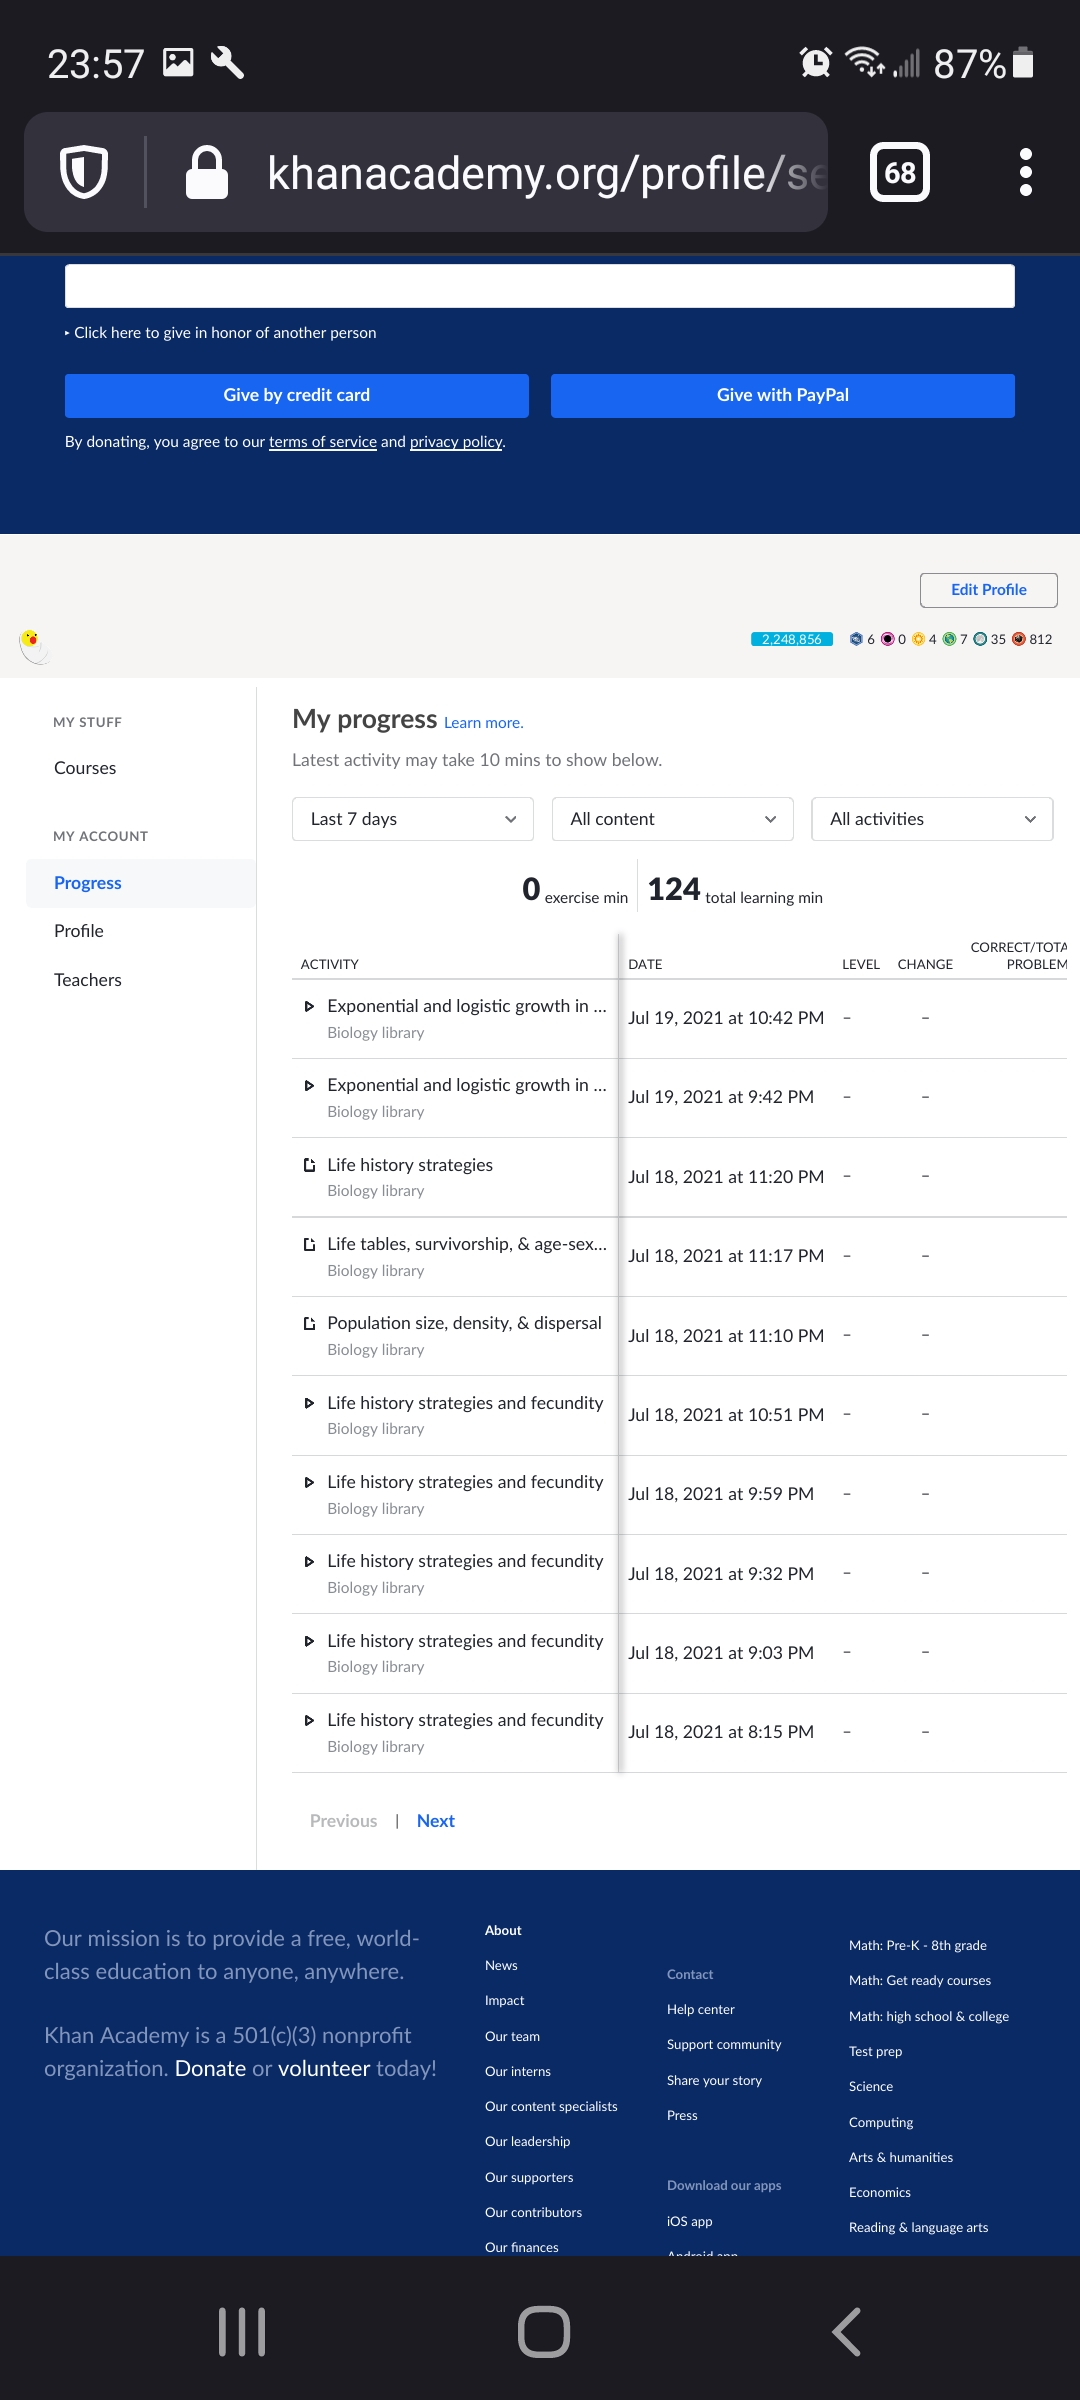 23:57
87%
khanacademy.org/profile/se
68
Click here to give in honor of another person
Give by credit card
Give with PayPal
By donating, you agree to our terms of service and privacy policy.
Edit Profile
2,248,856
6
0
4
7
35
812
MY STUFF
Courses
MY ACCOUNT
Progress
Profile
Teachers
My progress Learn more.
Latest activity may take 10 mins to show below.
Last 7 days
All content
All activities
0 exercise min
124 total learning min
ACTIVITY DATE LEVEL CHANGE CORRECT/TOTA
PROBLEM
Exponential and logistic growth in ...
Biology library
Jul 19, 2021 at 10:42 PM – –
Exponential and logistic growth in ...
Biology library
Jul 19, 2021 at 9:42 PM – –
Life history strategies
Biology library
Jul 18, 2021 at 11:20 PM – –
Life tables, survivorship, & age-sex...
Biology library
Jul 18, 2021 at 11:17 PM – –
Population size, density, & dispersal
Biology library
Jul 18, 2021 at 11:10 PM – –
Life history strategies and fecundity
Biology library
Jul 18, 2021 at 10:51 PM – –
Life history strategies and fecundity
Biology library
Jul 18, 2021 at 9:59 PM – –
Life history strategies and fecundity
Biology library
Jul 18, 2021 at 9:32 PM – –
Life history strategies and fecundity
Biology library
Jul 18, 2021 at 9:03 PM – –
Life history strategies and fecundity
Biology library
Jul 18, 2021 at 8:15 PM – –
Previous | Next
Our mission is to provide a free, world-
class education to anyone, anywhere.
Khan Academy is a 501(c)(3) nonprofit
organization. Donate or volunteer today!
About
News
Impact
Our team
Our interns
Our content specialists
Our leadership
Our supporters
Our contributors
Our finances
Contact
Help center
Support community
Share your story
Press
Download our apps
iOS app
Android app
Math: Pre-K - 8th grade
Math: Get ready courses
Math: high school & college
Test prep
Science
Computing
Arts & humanities
Economics
Reading & language arts